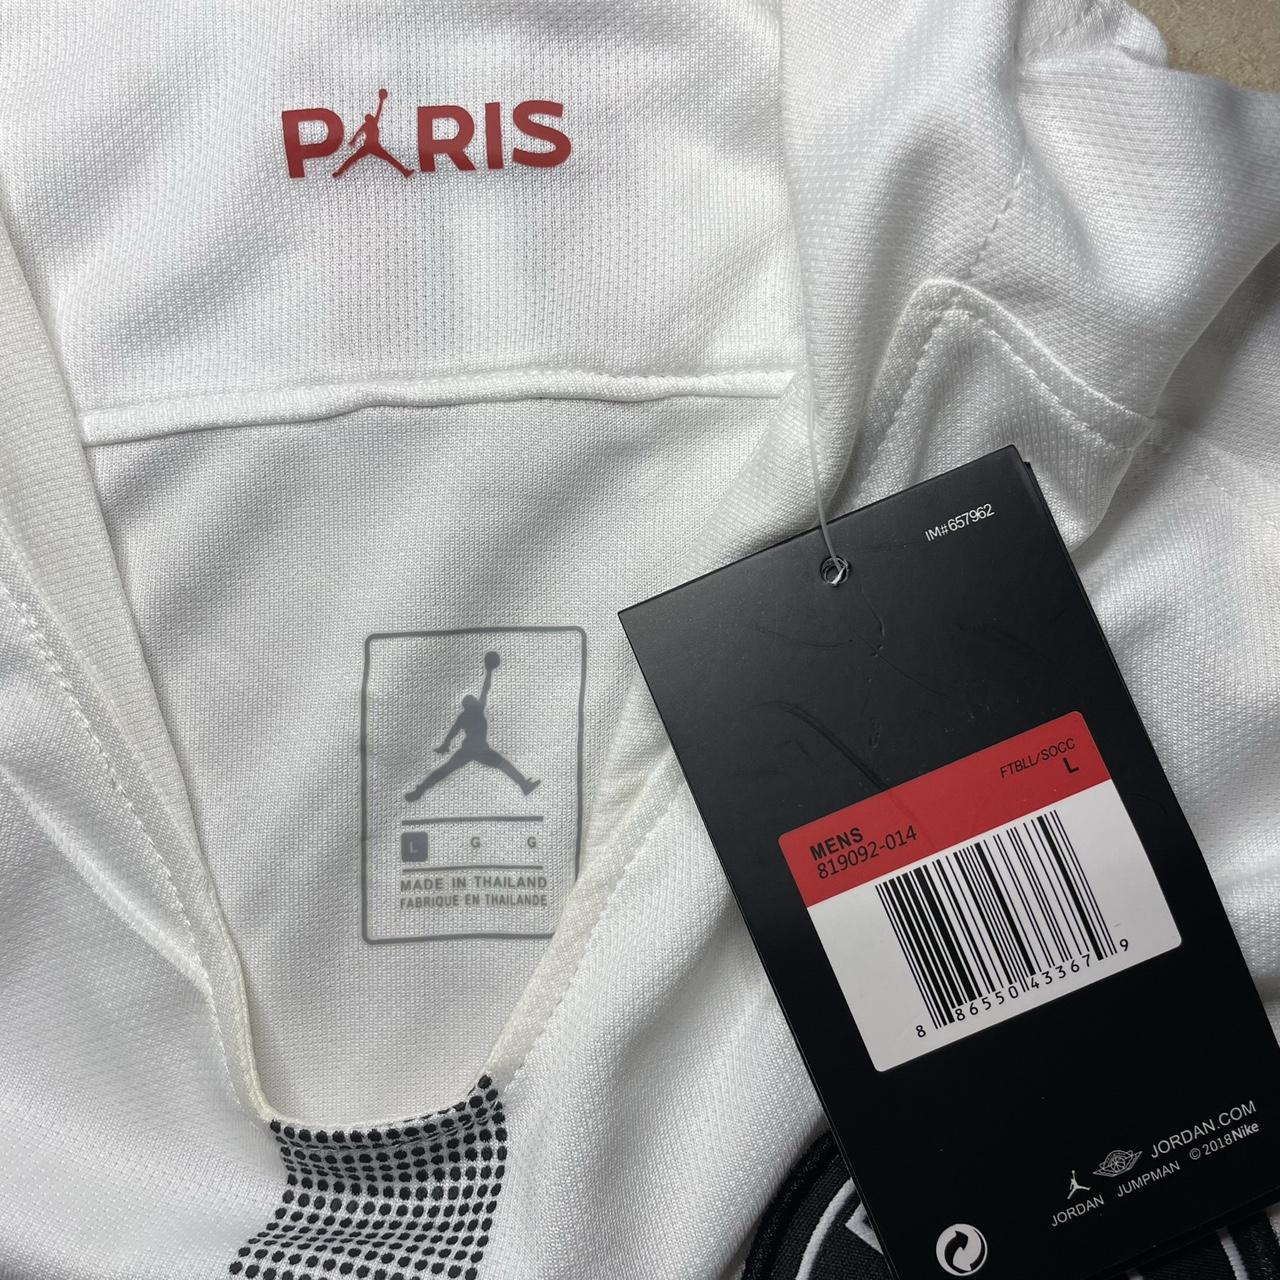 PARIS
IM#657962
FTBLL/SOCC
L
MENS
819092-014
8 86550 43367 9
L G G
MADE IN THAILAND
FABRIQUE EN THAILANDE
JORDAN JUMPMAN JORDAN.COM
©2018Nike